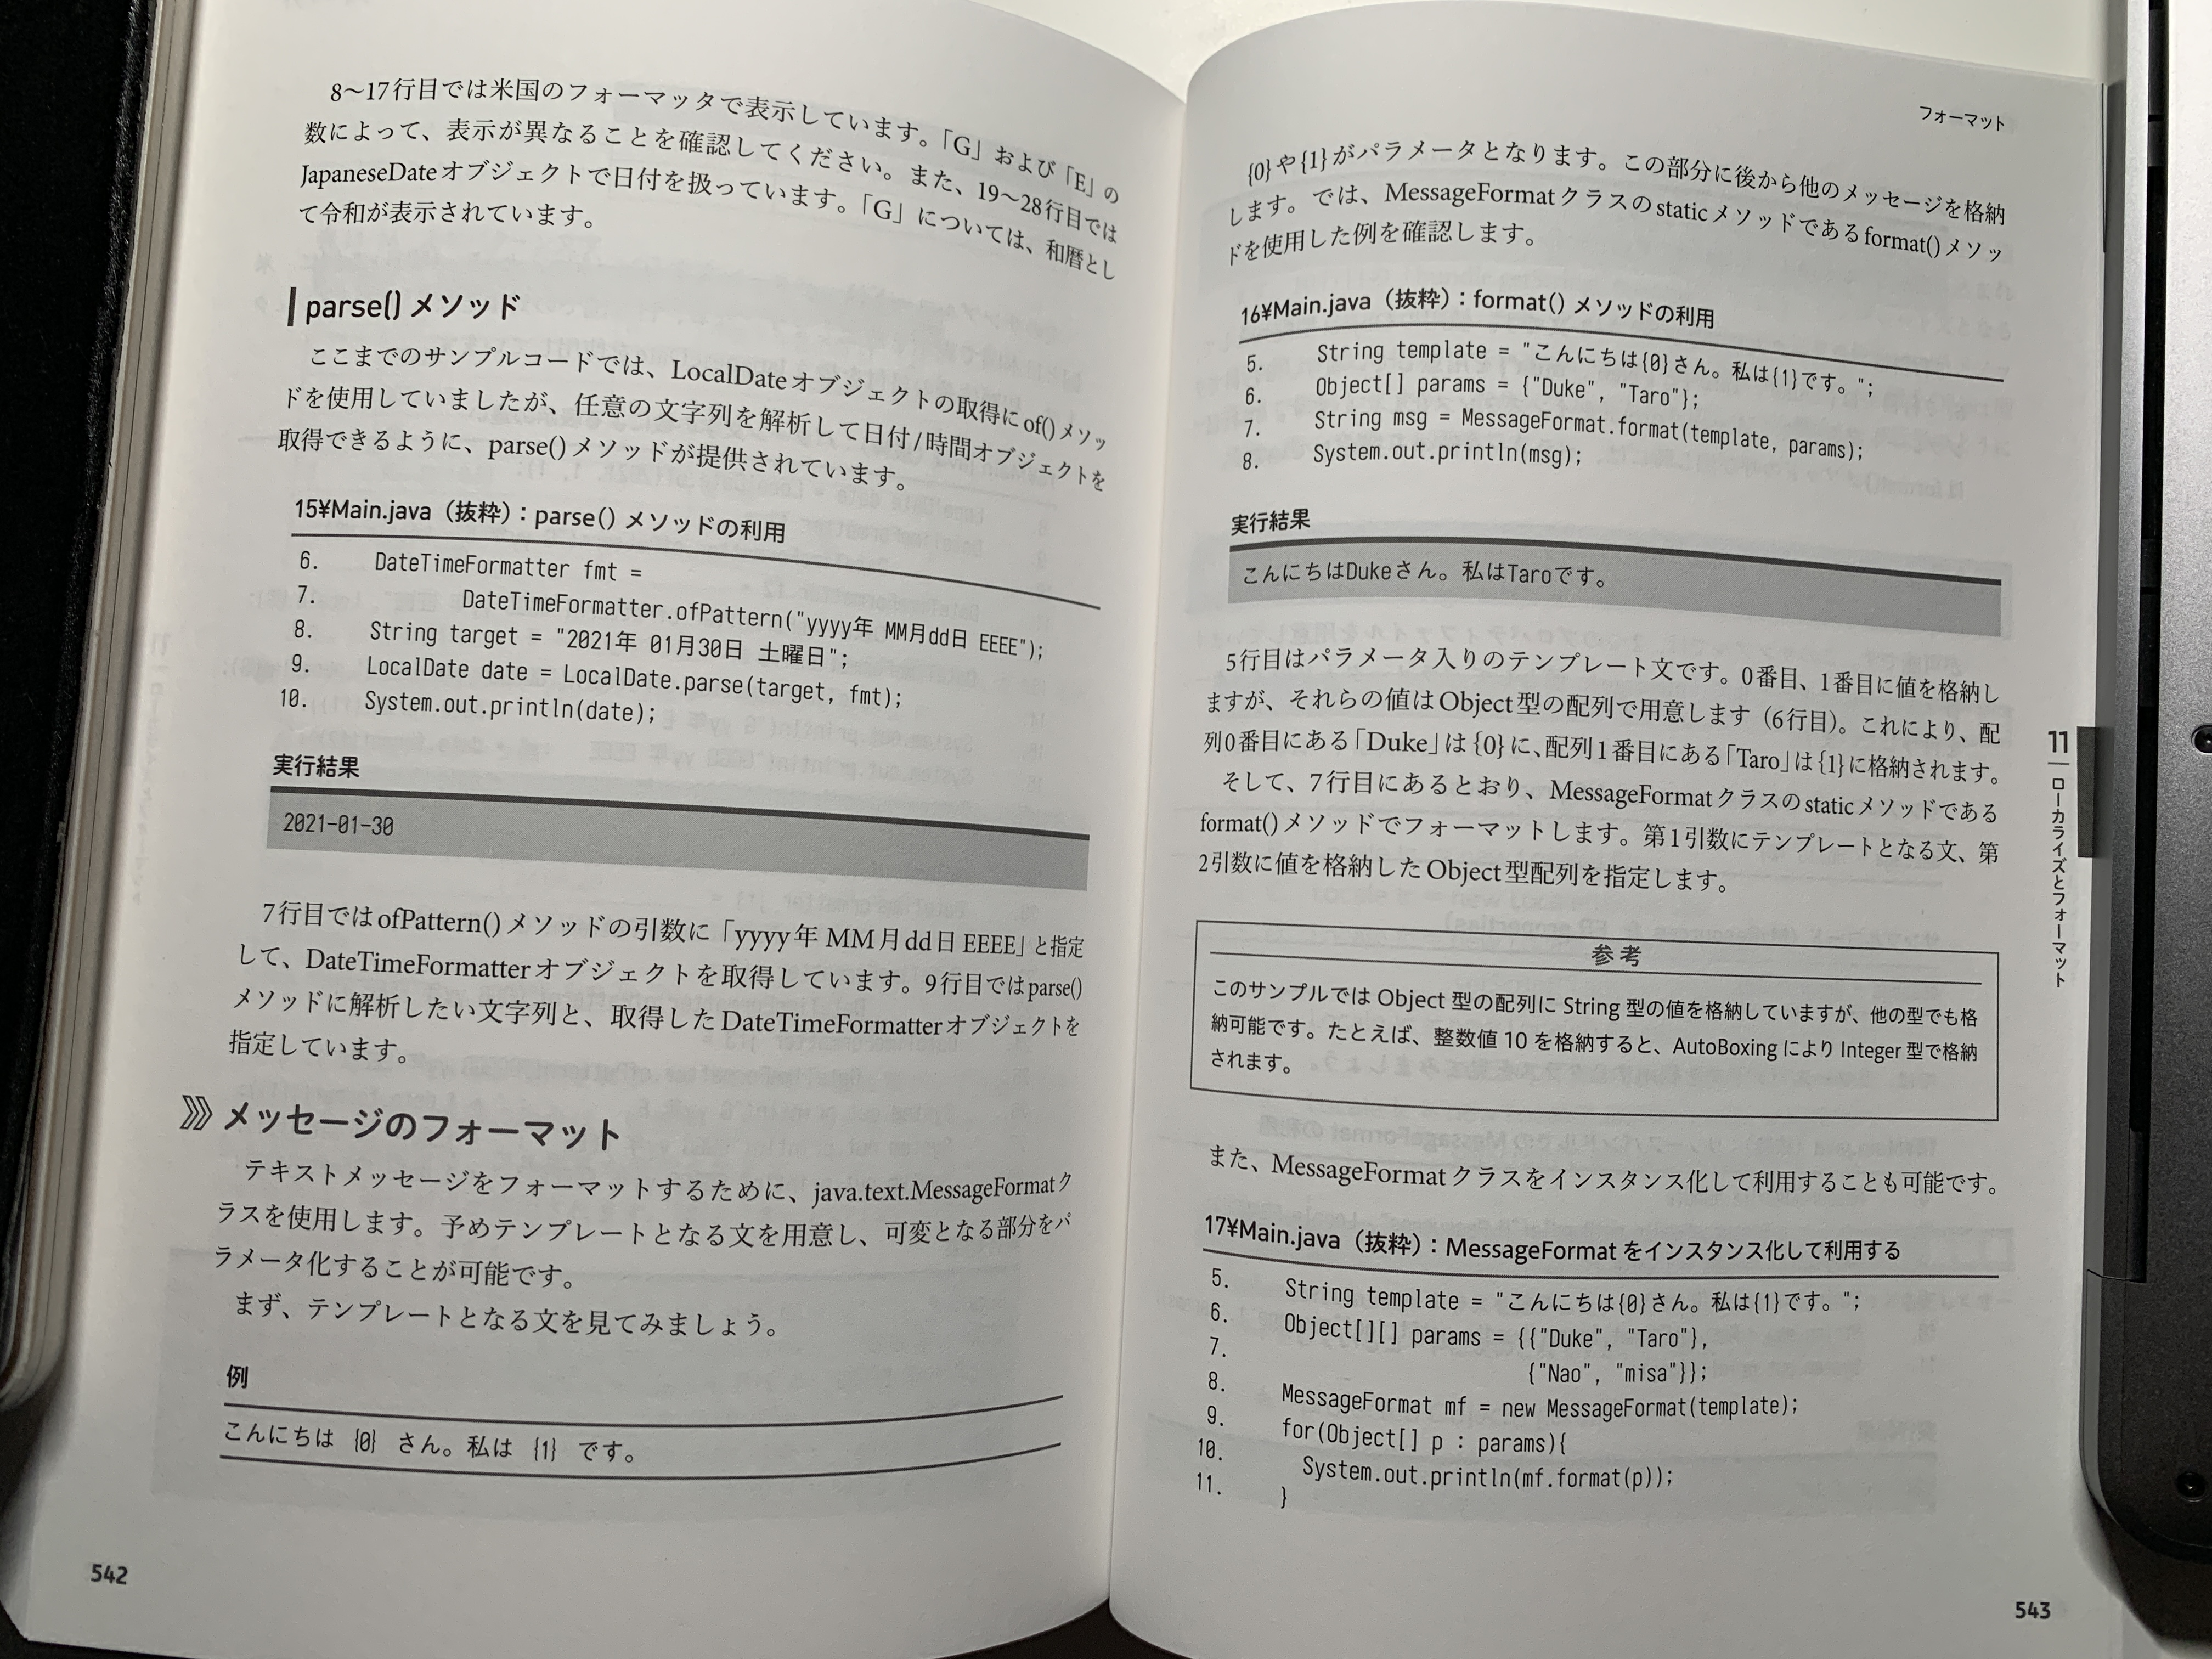 8～17行目では米国のフォーマッタで表示しています。「G」および「E」の
数によって、表示が異なることを確認してください。また、19～28行目では
JapaneseDateオブジェクトで日付を扱っています。「G」については、和暦とし
て令和が表示されています。
parse() メソッド
ここまでのサンプルコードでは、LocalDateオブジェクトの取得にof()メソッ
ドを使用していましたが、任意の文字列を解析して日付/時間オブジェクトを
取得できるように、parse()メソッドが提供されています。
15¥Main.java（抜粋）：parse() メソッドの利用
6. DateTimeFormatter fmt =
7. DateTimeFormatter.ofPattern("yyyy年 MM月dd日 EEEE");
8. String target = "2021年 01月30日 土曜日";
9. LocalDate date = LocalDate.parse(target, fmt);
10. System.out.println(date);
実行結果
2021-01-30
7行目ではofPattern()メソッドの引数に「yyyy年 MM月dd日 EEEE」と指定
して、DateTimeFormatterオブジェクトを取得しています。9行目ではparse()
メソッドに解析したい文字列と、取得したDateTimeFormatterオブジェクトを
指定しています。
メッセージのフォーマット
テキストメッセージをフォーマットするために、java.text.MessageFormatク
ラスを使用します。予めテンプレートとなる文を用意し、可変となる部分をパ
ラメータ化することが可能です。
まず、テンプレートとなる文を見てみましょう。
例
こんにちは {0} さん。私は {1} です。
542
フォーマット
{0}や{1}がパラメータとなります。この部分に後から他のメッセージを格納
します。では、MessageFormatクラスのstaticメソッドであるformat()メソッ
ドを使用した例を確認します。
16¥Main.java（抜粋）：format() メソッドの利用
5. String template = "こんにちは{0}さん。私は{1}です。";
6. Object[] params = {"Duke", "Taro"};
7. String msg = MessageFormat.format(template, params);
8. System.out.println(msg);
実行結果
こんにちはDukeさん。私はTaroです。
5行目はパラメータ入りのテンプレート文です。0番目、1番目に値を格納し
ますが、それらの値はObject型の配列で用意します（6行目）。これにより、配
列0番目にある「Duke」は{0}に、配列1番目にある「Taro」は{1}に格納されます。
そして、7行目にあるとおり、MessageFormatクラスのstaticメソッドである
format()メソッドでフォーマットします。第1引数にテンプレートとなる文、第
2引数に値を格納したObject型配列を指定します。
参考
このサンプルでは Object 型の配列に String 型の値を格納していますが、他の型でも格
納可能です。たとえば、整数値 10 を格納すると、AutoBoxing により Integer 型で格納
されます。
また、MessageFormatクラスをインスタンス化して利用することも可能です。
17¥Main.java（抜粋）：MessageFormat をインスタンス化して利用する
5. String template = "こんにちは{0}さん。私は{1}です。";
6. Object[][] params = {{"Duke", "Taro"},
7. {"Nao", "misa"}};
8. MessageFormat mf = new MessageFormat(template);
9. for(Object[] p : params){
10. System.out.println(mf.format(p));
11. }
11 ローカライズとフォーマット
543